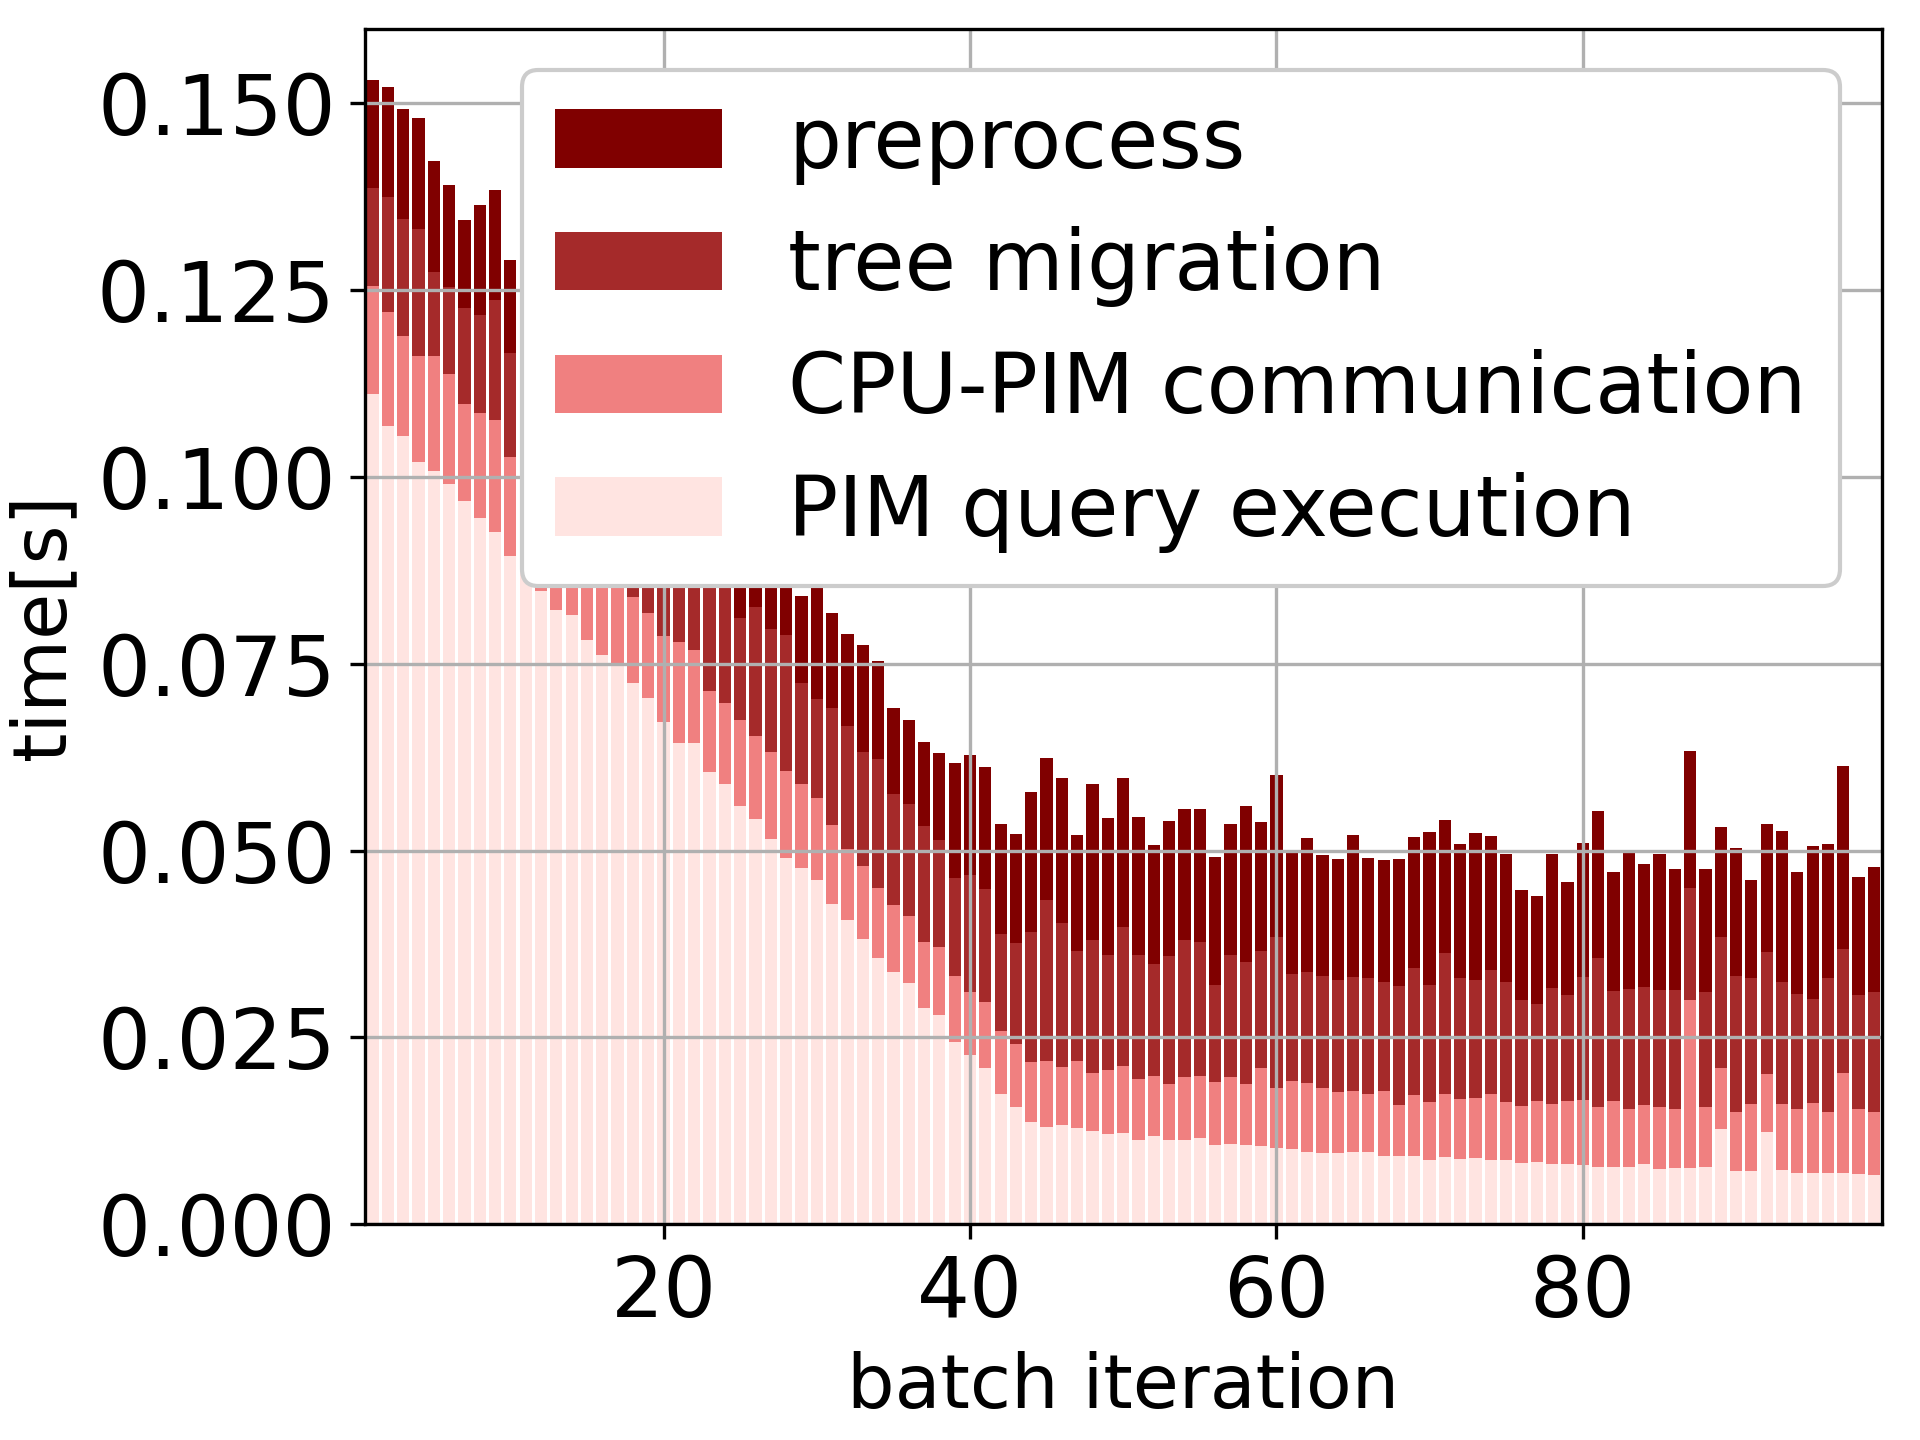 0.150
0.125
0.100
0.075
0.050
0.025
0.000
time[s]
preprocess
tree migration
CPU-PIM communication
PIM query execution
20 40 60 80
batch iteration